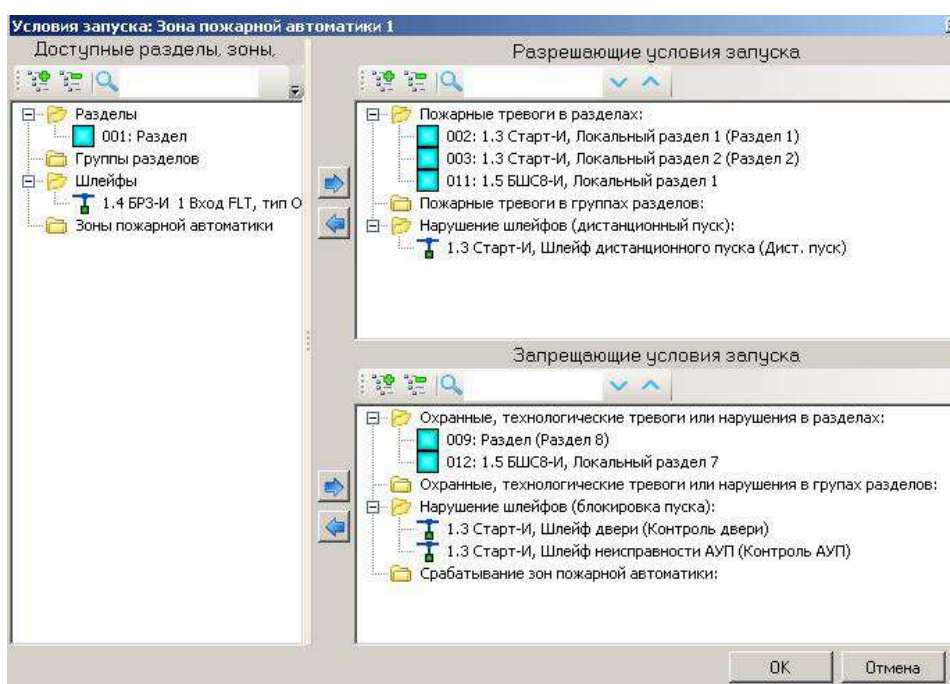 Условия запуска: Зона пожарной автоматики 1
Доступные разделы, зоны,
Разделы
001: Раздел
Группы разделов
Шлейфы
1.4 БРЗ-И 1 Вход FLT, тип О
Зоны пожарной автоматики
Разрешающие условия запуска
Пожарные тревоги в разделах:
002: 1.3 Старт-И, Локальный раздел 1 (Раздел 1)
003: 1.3 Старт-И, Локальный раздел 2 (Раздел 2)
011: 1.5 БШС8-И, Локальный раздел 1
Пожарные тревоги в группах разделов:
Нарушение шлейфов (дистанционный пуск):
1.3 Старт-И, Шлейф дистанционного пуска (Дист. пуск)
Запрещающие условия запуска
Охранные, технологические тревоги или нарушения в разделах:
009: Раздел (Раздел 8)
012: 1.5 БШС8-И, Локальный раздел 7
Охранные, технологические тревоги или нарушения в групах разделов:
Нарушение шлейфов (блокировка пуска):
1.3 Старт-И, Шлейф двери (Контроль двери)
1.3 Старт-И, Шлейф неисправности АУП (Контроль АУП)
Срабатывание зон пожарной автоматики:
ОК
Отмена